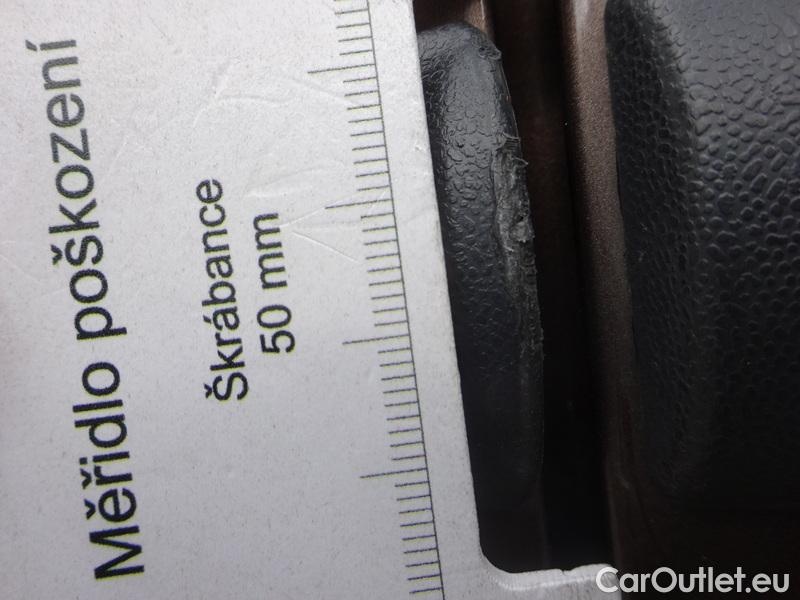 Měřidlo poškození
Škrábance
50 mm
CarOutlet.eu